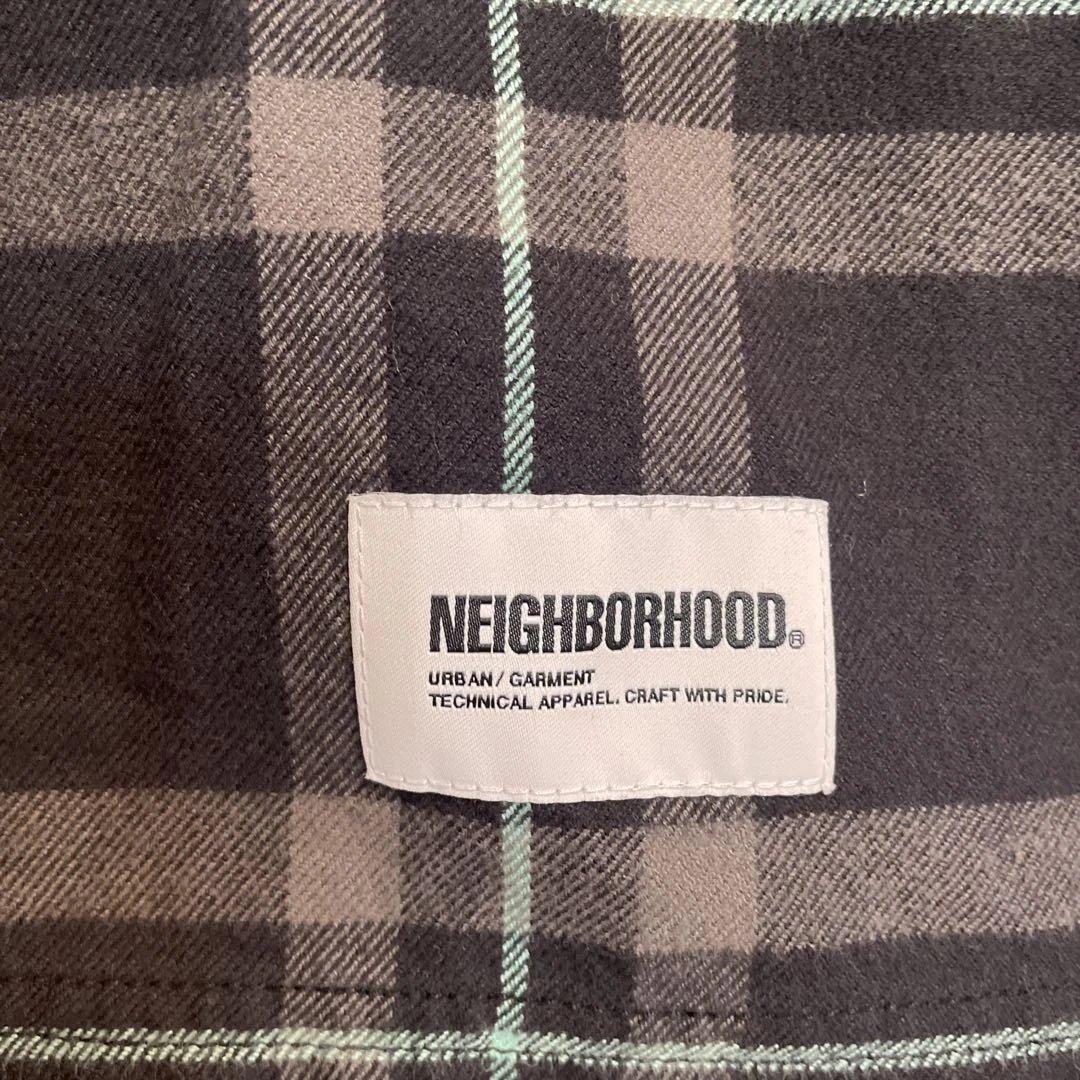 NEIGHBORHOOD®
URBAN / GARMENT
TECHNICAL APPAREL. CRAFT WITH PRIDE.